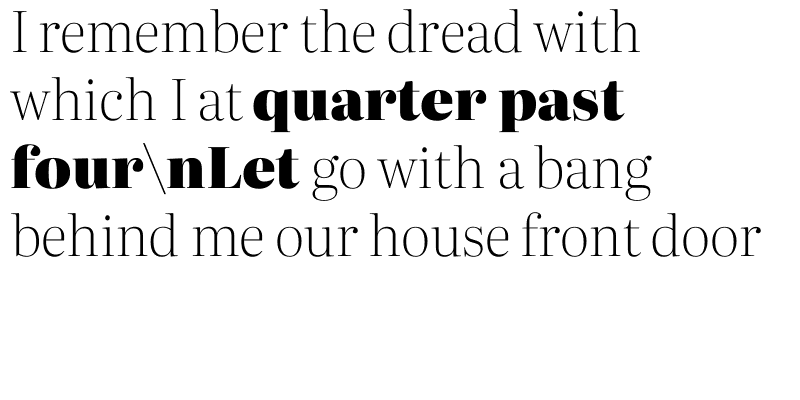 I remember the dread with
which I at quarter past
four\nLet go with a bang
behind me our house front door